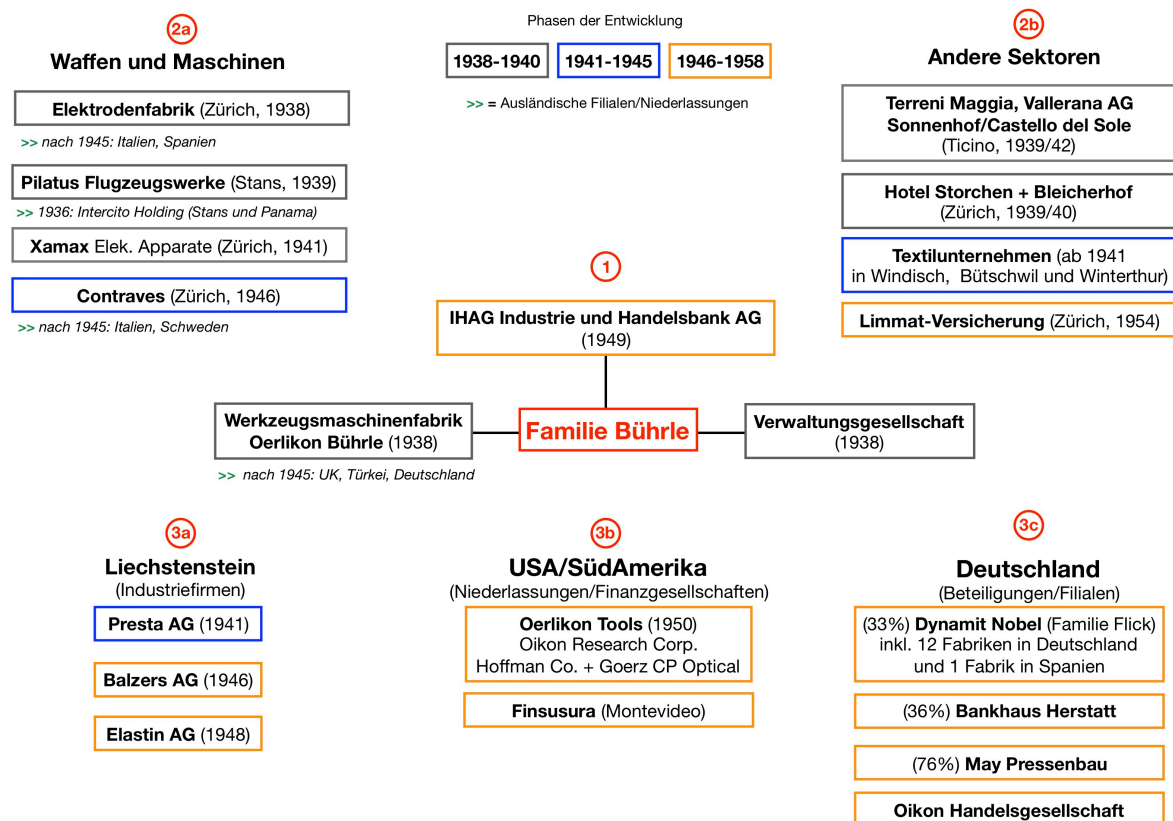 Phasen der Entwicklung
1938-1940
1941-1945
1946-1958
>> = Ausländische Filialen/Niederlassungen
2a
Waffen und Maschinen
Elektrodenfabrik (Zürich, 1938)
>> nach 1945: Italien, Spanien
Pilatus Flugzeugswerke (Stans, 1939)
>> 1936: Intercito Holding (Stans und Panama)
Xamax Elek. Apparate (Zürich, 1941)
Contraves (Zürich, 1946)
>> nach 1945: Italien, Schweden
2b
Andere Sektoren
Terreni Maggia, Vallerana AG
Sonnenhof/Castello del Sole
(Ticino, 1939/42)
Hotel Storchen + Bleicherhof
(Zürich, 1939/40)
Textilunternehmen (ab 1941
in Windisch, Bütschwil und Winterthur)
Limmat-Versicherung (Zürich, 1954)
1
IHAG Industrie und Handelsbank AG
(1949)
Werkzeugsmaschinenfabrik
Oerlikon Bührle (1938)
>> nach 1945: UK, Türkei, Deutschland
Familie Bührle
Verwaltungsgesellschaft
(1938)
3a
Liechstenstein
(Industriefirmen)
Presta AG (1941)
Balzers AG (1946)
Elastin AG (1948)
3b
USA/SüdAmerika
(Niederlassungen/Finanzgesellschaften)
Oerlikon Tools (1950)
Oikon Research Corp.
Hoffman Co. + Goerz CP Optical
Finsusura (Montevideo)
3c
Deutschland
(Beteiligungen/Filialen)
(33%) Dynamit Nobel (Familie Flick)
inkl. 12 Fabriken in Deutschland
und 1 Fabrik in Spanien
(36%) Bankhaus Herstatt
(76%) May Pressenbau
Oikon Handelsgesellschaft